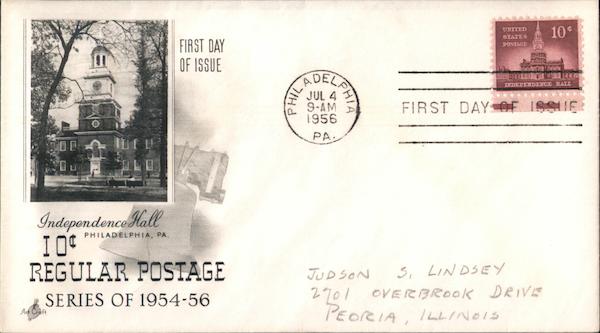 FIRST DAY
OF ISSUE
Independence Hall
PHILADELPHIA, PA.
10¢
REGULAR POSTAGE
SERIES OF 1954-56
Art Craft
PHILADELPHIA
JUL 4
9-AM
1956
PA.
FIRST DAY OF ISSUE
UNITED
STATES
POSTAGE
10¢
INDEPENDENCE HALL
JUDSON S. LINDSEY
2701 OVERBROOK DRIVE
PEORIA, ILLINOIS